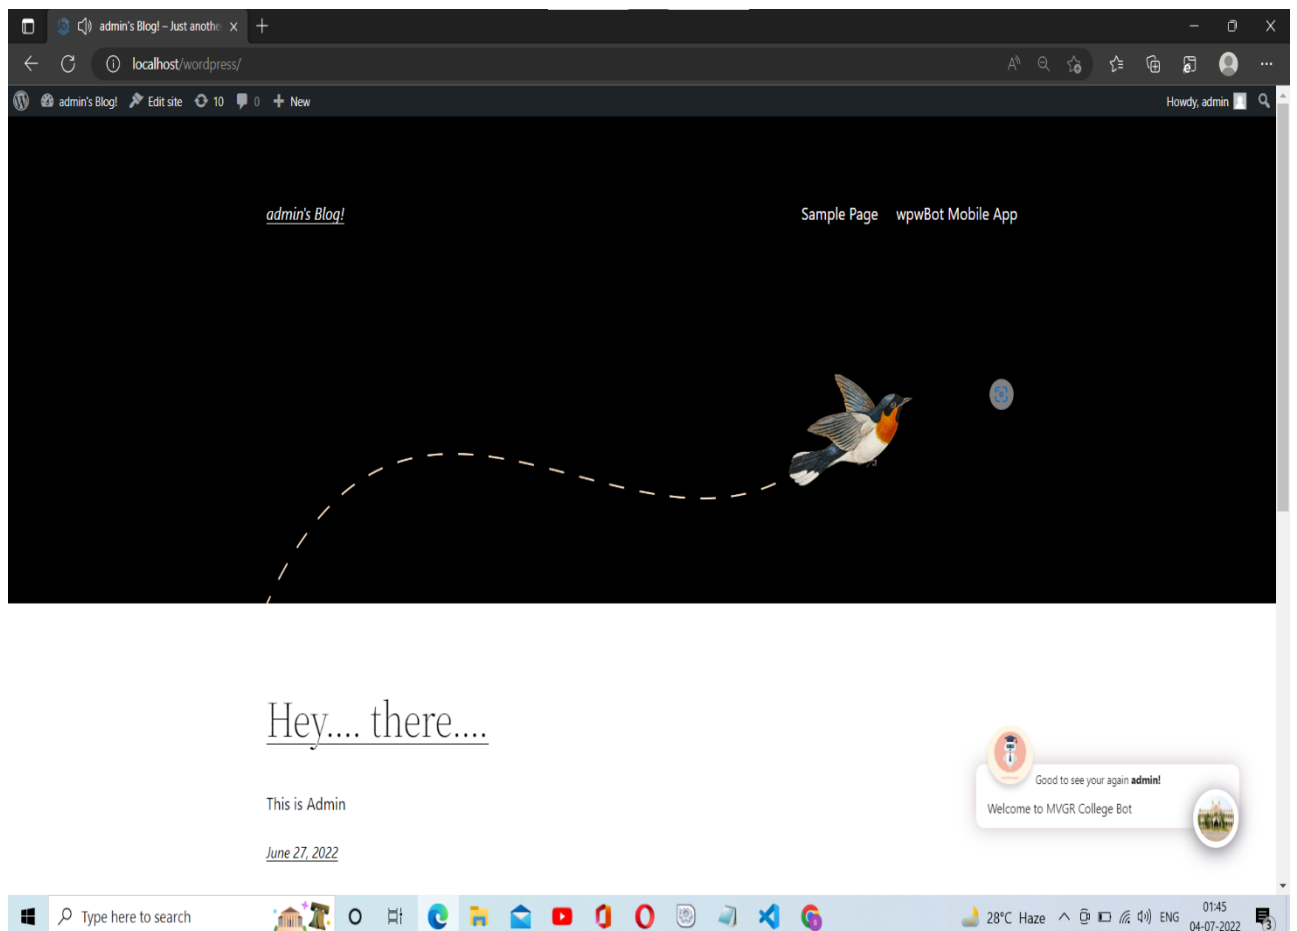 admin's Blog! – Just anothe
localhost/wordpress/
admin's Blog! Edit site 10 0 New Howdy, admin
admin's Blog! Sample Page wpwBot Mobile App
Hey.... there....
This is Admin
June 27, 2022
Good to see your again admin!
Welcome to MVGR College Bot
Type here to search 28°C Haze ENG 01:45
04-07-2022
3